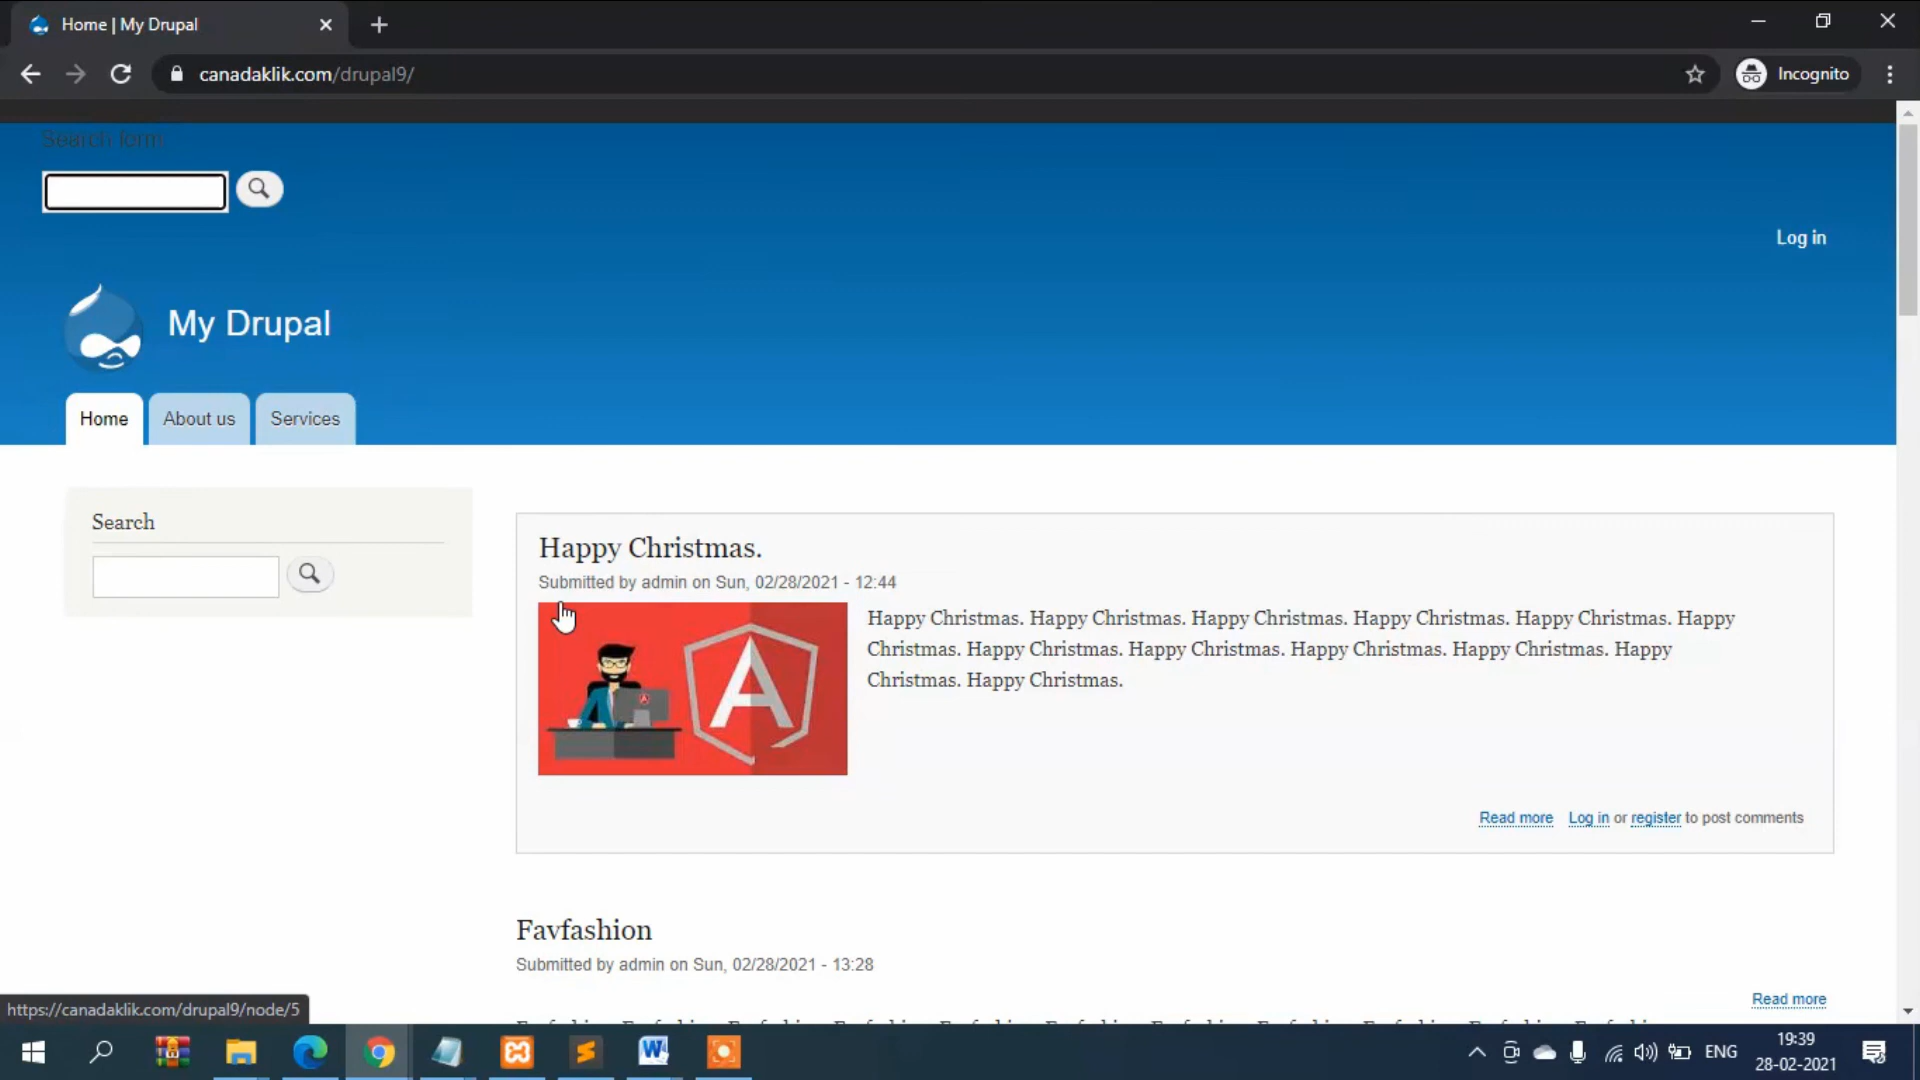 Home | My Drupal
canadaklik.com/drupal9/
Incognito
Search form
Log in
My Drupal
Home
About us
Services
Search
Happy Christmas.
Submitted by admin on Sun, 02/28/2021 - 12:44
Happy Christmas. Happy Christmas. Happy Christmas. Happy Christmas. Happy Christmas. Happy
Christmas. Happy Christmas. Happy Christmas. Happy Christmas. Happy Christmas. Happy
Christmas. Happy Christmas.
A
Read more Log in or register to post comments
Favfashion
Submitted by admin on Sun, 02/28/2021 - 13:28
Read more
https://canadaklik.com/drupal9/node/5
ENG
19:39
28-02-2021